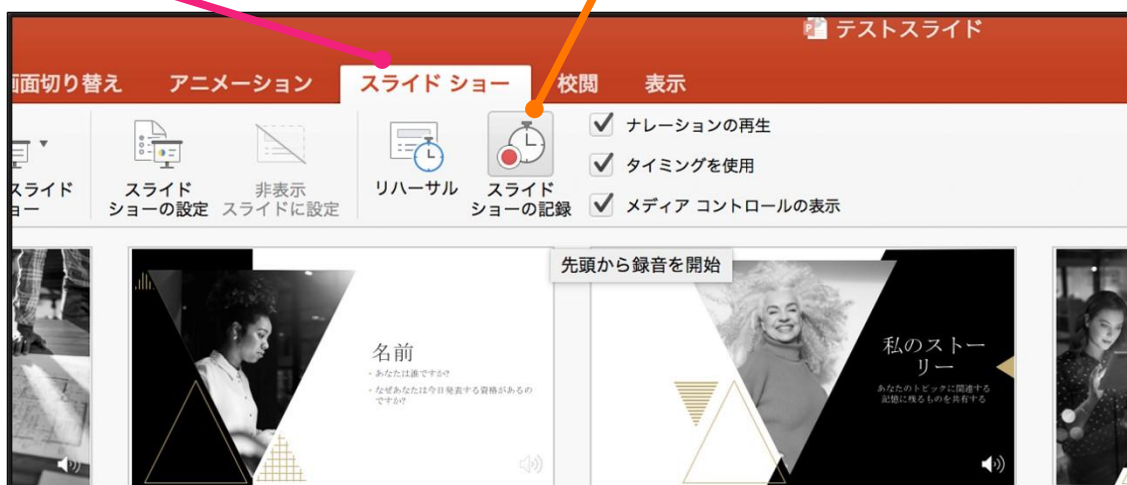 テストスライド
画面切り替え アニメーション スライド ショー 校閲 表示
スライド
ョー
スライド
ショーの設定
非表示
スライドに設定
リハーサル
スライド
ショーの記録
ナレーションの再生
タイミングを使用
メディア コントロールの表示
先頭から録音を開始
名前
・あなたは誰ですか?
・なぜあなたは今日発表する資格があるの
ですか?
私のストー
リー
あなたのトピックに関連する
記憶に残るものを共有する